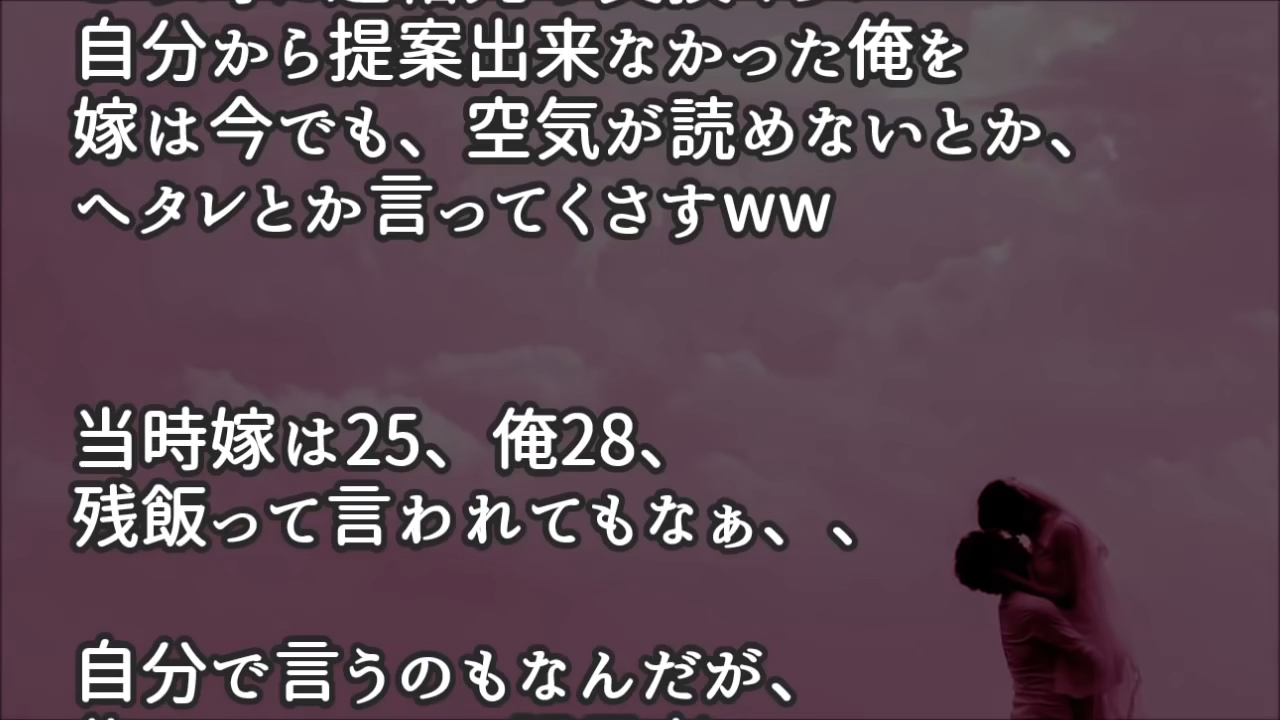 自分から提案出来なかった俺を
嫁は今でも、空気が読めないとか、
ヘタレとか言ってくさすww
当時嫁は25、俺28、
残飯って言われてもなぁ、、
自分で言うのもなんだが、